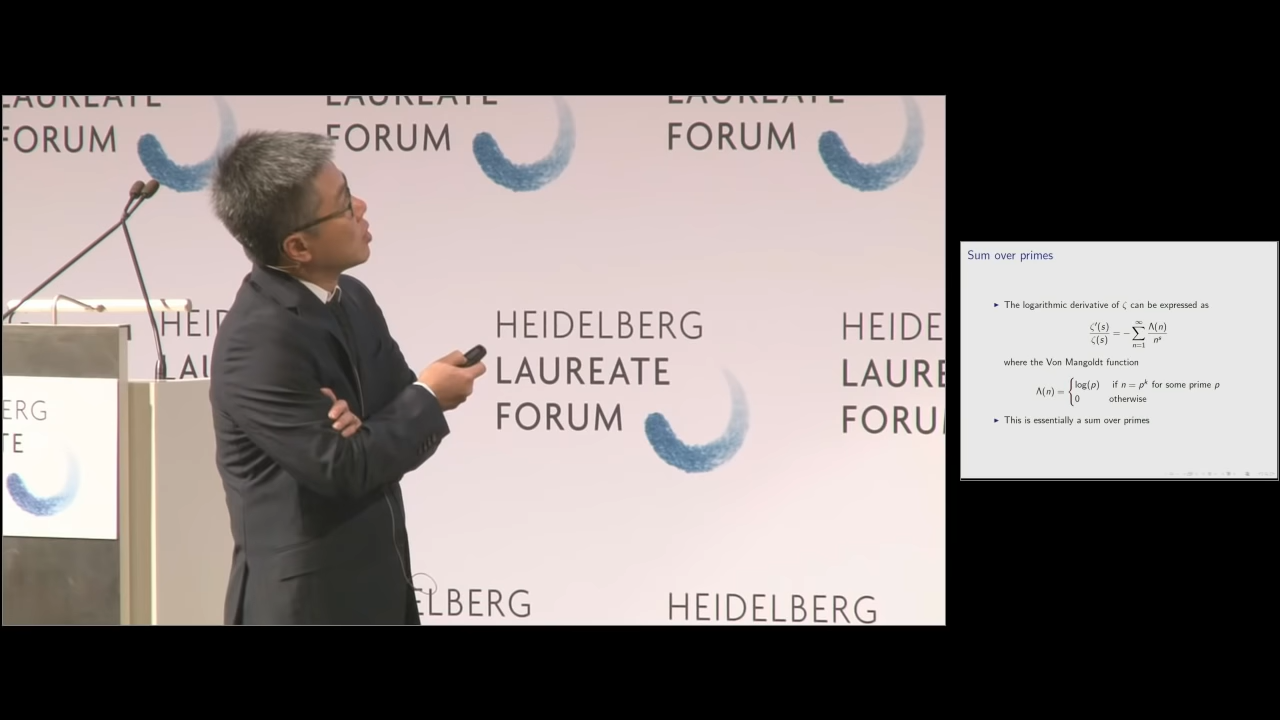 LAUREATE
FORUM
LAUREATE
FORUM
LAUREATE
FORUM
HEIDELBERG
LAUREATE
FORUM
HEIDE
LAURE
FORU
HEI
LAU
ERG
TE
ELBERG
HEIDELBERG
Sum over primes
▸ The logarithmic derivative of ζ can be expressed as
ζ′(s)/ζ(s) = −∑_{n=1}^{∞} Λ(n)/n^s
where the Von Mangoldt function
Λ(n) = { log(p) if n = p^k for some prime p
0 otherwise
▸ This is essentially a sum over primes